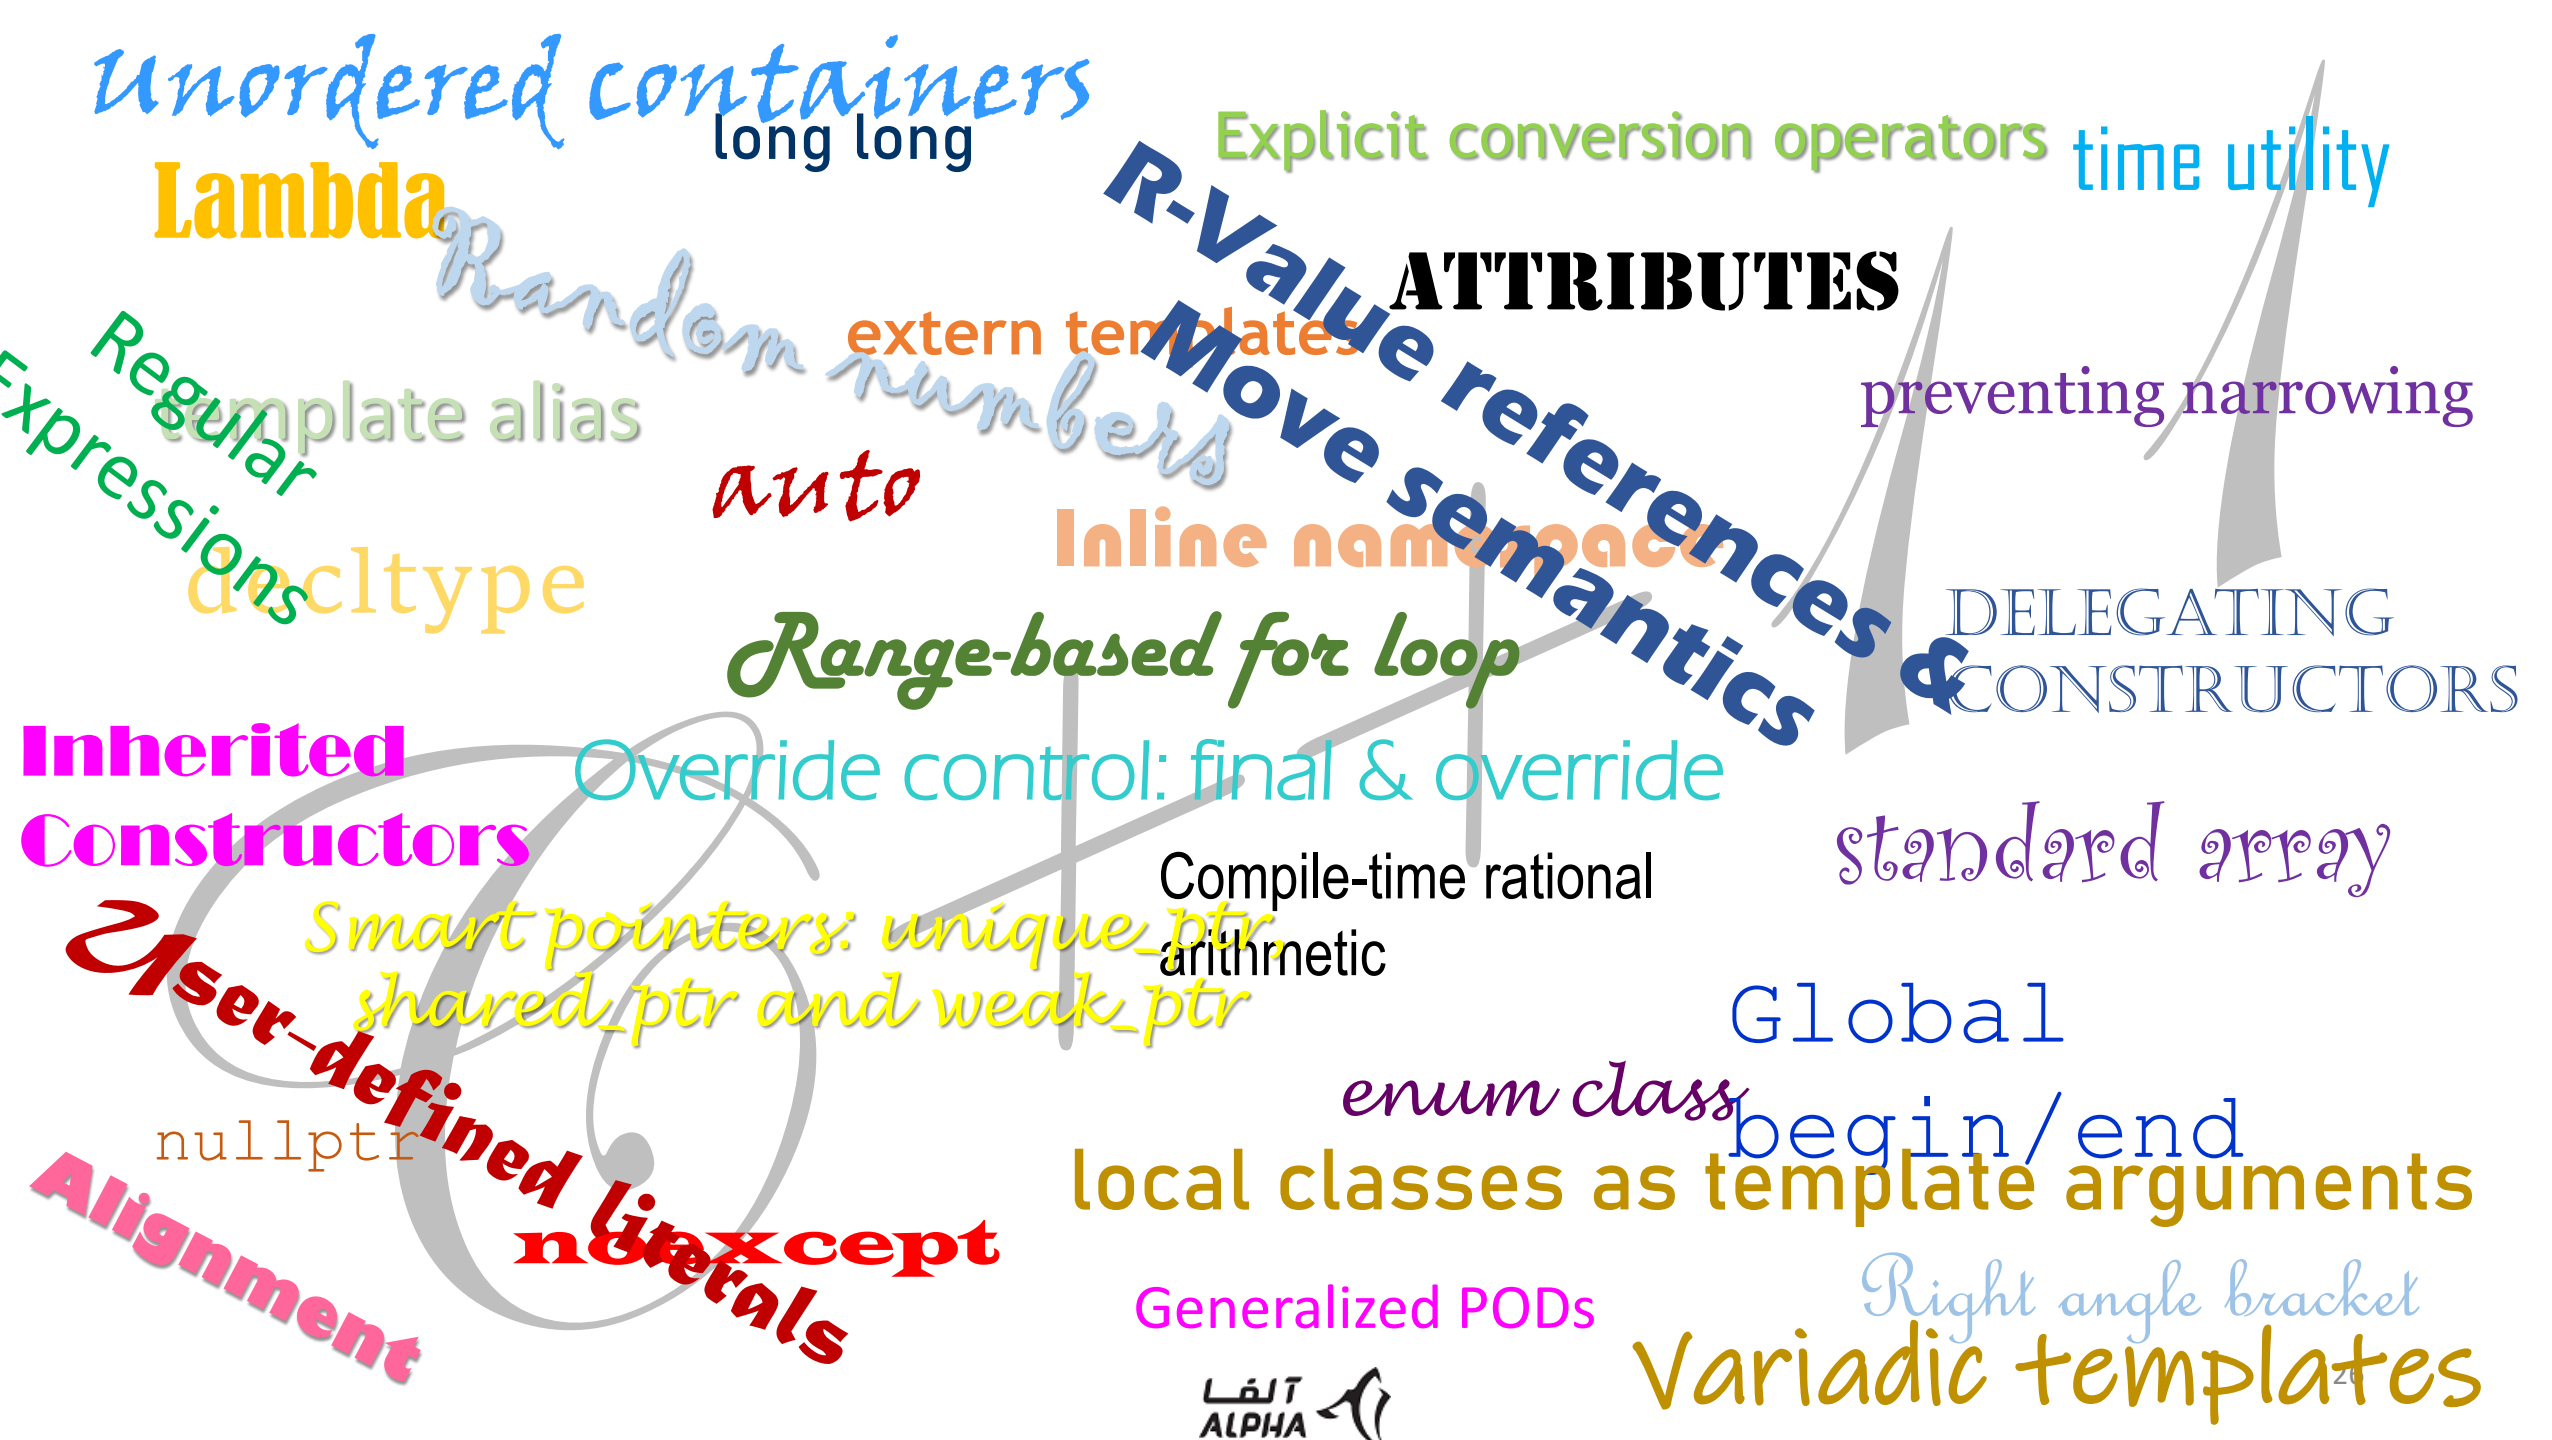 Unordered containers
long long
Explicit conversion operators
time utility
Lambda
Random numbers
R-Value references &
Move semantics
ATTRIBUTES
extern templates
Regular
Expressions
template alias
preventing narrowing
auto
Inline namespace
decltype
Range-based for loop
DELEGATING
CONSTRUCTORS
Inherited
Constructors
Override control: final & override
C++11
standard array
Compile-time rational
arithmetic
Smart pointers: unique_ptr,
shared_ptr and weak_ptr
User-defined literals
Global
begin/end
enum class
nullptr
local classes as template arguments
Alignment
noexcept
Generalized PODs
Right angle bracket
Variadic templates
26
آلفا
ALPHA